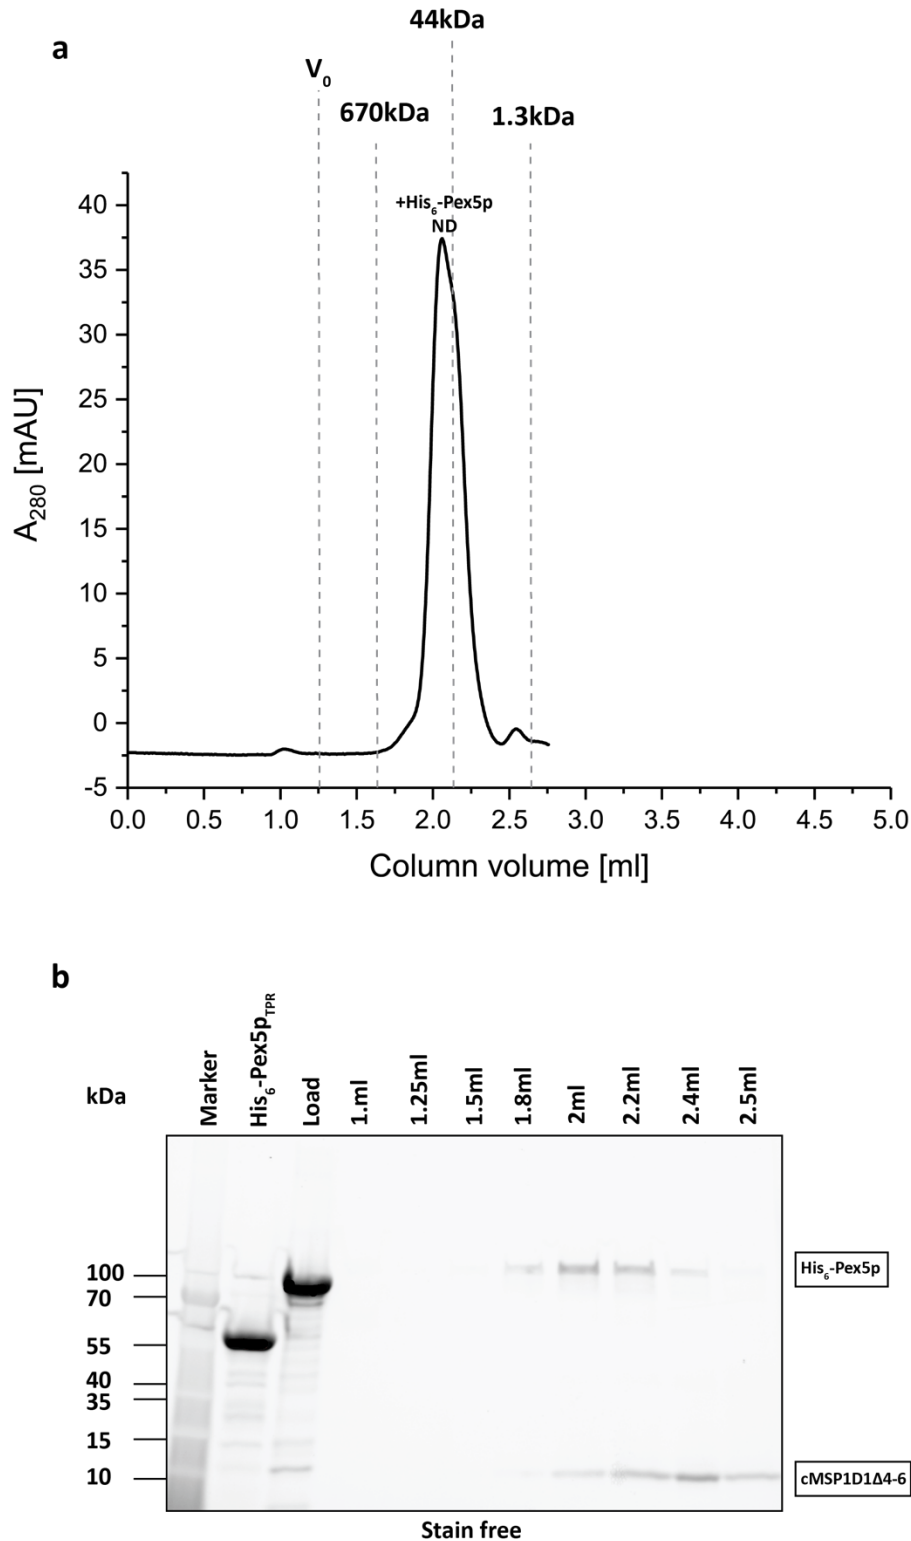 a
44kDa
V0
670kDa
1.3kDa
+His6-Pex5p
ND
40
35
30
25
20
15
10
5
0
-5
A280 [mAU]
0.0 0.5 1.0 1.5 2.0 2.5 3.0 3.5 4.0 4.5 5.0
Column volume [ml]
b
kDa
Marker
His6-Pex5pTPR
Load
1.ml
1.25ml
1.5ml
1.8ml
2ml
2.2ml
2.4ml
2.5ml
100
70
55
40
35
15
10
His6-Pex5p
cMSP1D1Δ4-6
Stain free